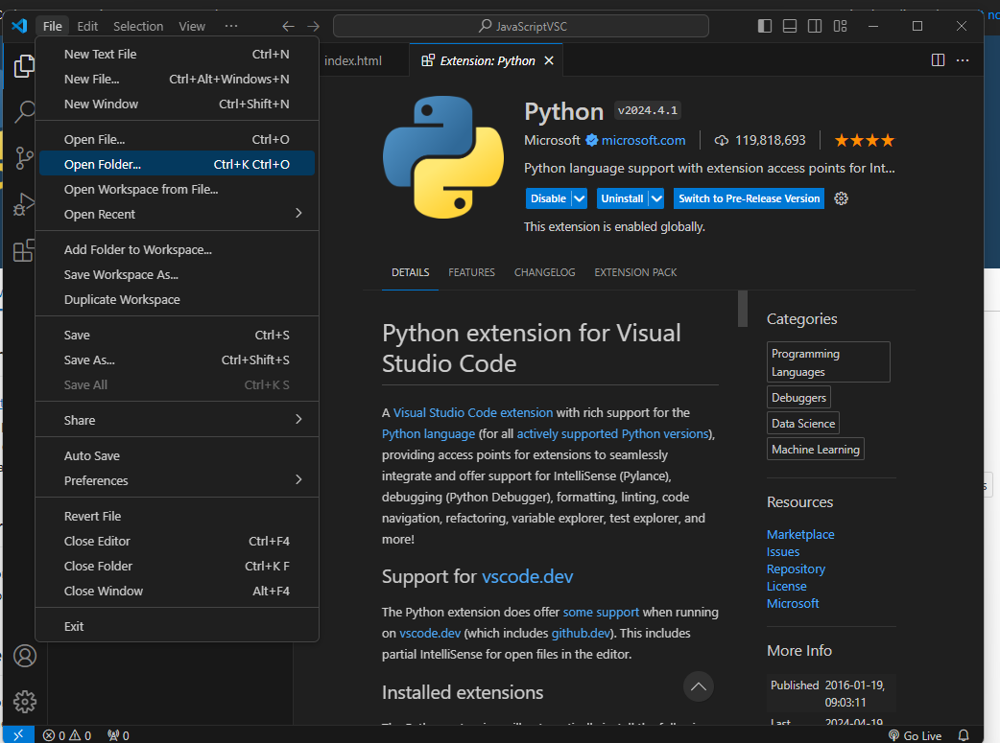 File Edit Selection View ··· JavaScriptVSC
New Text File Ctrl+N
New File... Ctrl+Alt+Windows+N
New Window Ctrl+Shift+N
Open File... Ctrl+O
Open Folder... Ctrl+K Ctrl+O
Open Workspace from File...
Open Recent
Add Folder to Workspace...
Save Workspace As...
Duplicate Workspace
Save Ctrl+S
Save As... Ctrl+Shift+S
Save All Ctrl+K S
Share
Auto Save
Preferences
Revert File
Close Editor Ctrl+F4
Close Folder Ctrl+K F
Close Window Alt+F4
Exit
index.html Extension: Python
Python v2024.4.1
Microsoft microsoft.com 119,818,693
Python language support with extension access points for Int...
Disable Uninstall Switch to Pre-Release Version
This extension is enabled globally.
DETAILS FEATURES CHANGELOG EXTENSION PACK
Python extension for Visual
Studio Code
A Visual Studio Code extension with rich support for the
Python language (for all actively supported Python versions),
providing access points for extensions to seamlessly
integrate and offer support for IntelliSense (Pylance),
debugging (Python Debugger), formatting, linting, code
navigation, refactoring, variable explorer, test explorer, and
more!
Support for vscode.dev
The Python extension does offer some support when running
on vscode.dev (which includes github.dev). This includes
partial IntelliSense for open files in the editor.
Installed extensions
Categories
Programming
Languages
Debuggers
Data Science
Machine Learning
Resources
Marketplace
Issues
Repository
License
Microsoft
More Info
Published 2016-01-19,
09:03:11
Last 2024-04-19,
0 0 0 Go Live